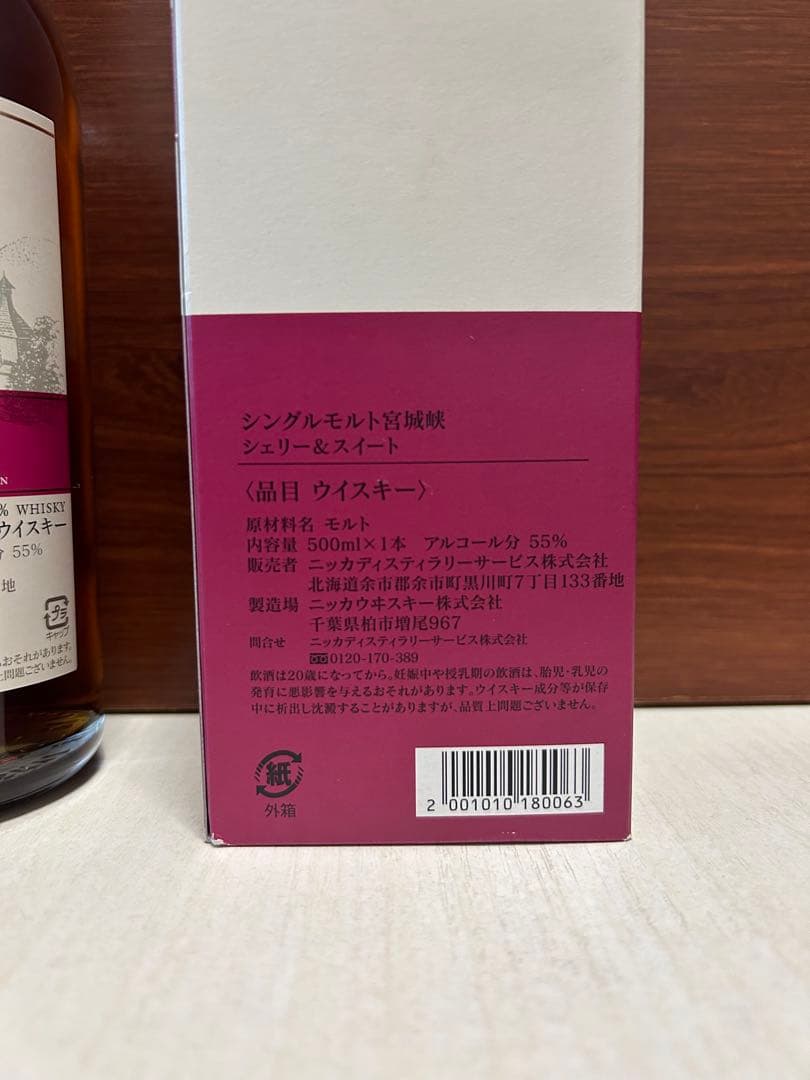 N
% WHISKY
ウイスキー
分 55%
地
プラ
キャップ
おそれがあります。
上問題ございません。
シングルモルト宮城峡
シェリー&スイート
〈品目 ウイスキー〉
原材料名 モルト
内容量 500ml×1本 アルコール分 55%
販売者 ニッカディスティラリーサービス株式会社
北海道余市郡余市町黒川町7丁目133番地
製造場 ニッカウヰスキー株式会社
千葉県柏市増尾967
問合せ ニッカディスティラリーサービス株式会社
0120-170-389
飲酒は20歳になってから。妊娠中や授乳期の飲酒は、胎児・乳児の
発育に悪影響を与えるおそれがあります。ウイスキー成分等が保存
中に析出し沈澱することがありますが、品質上問題ございません。
紙
外箱
2 001010 180063